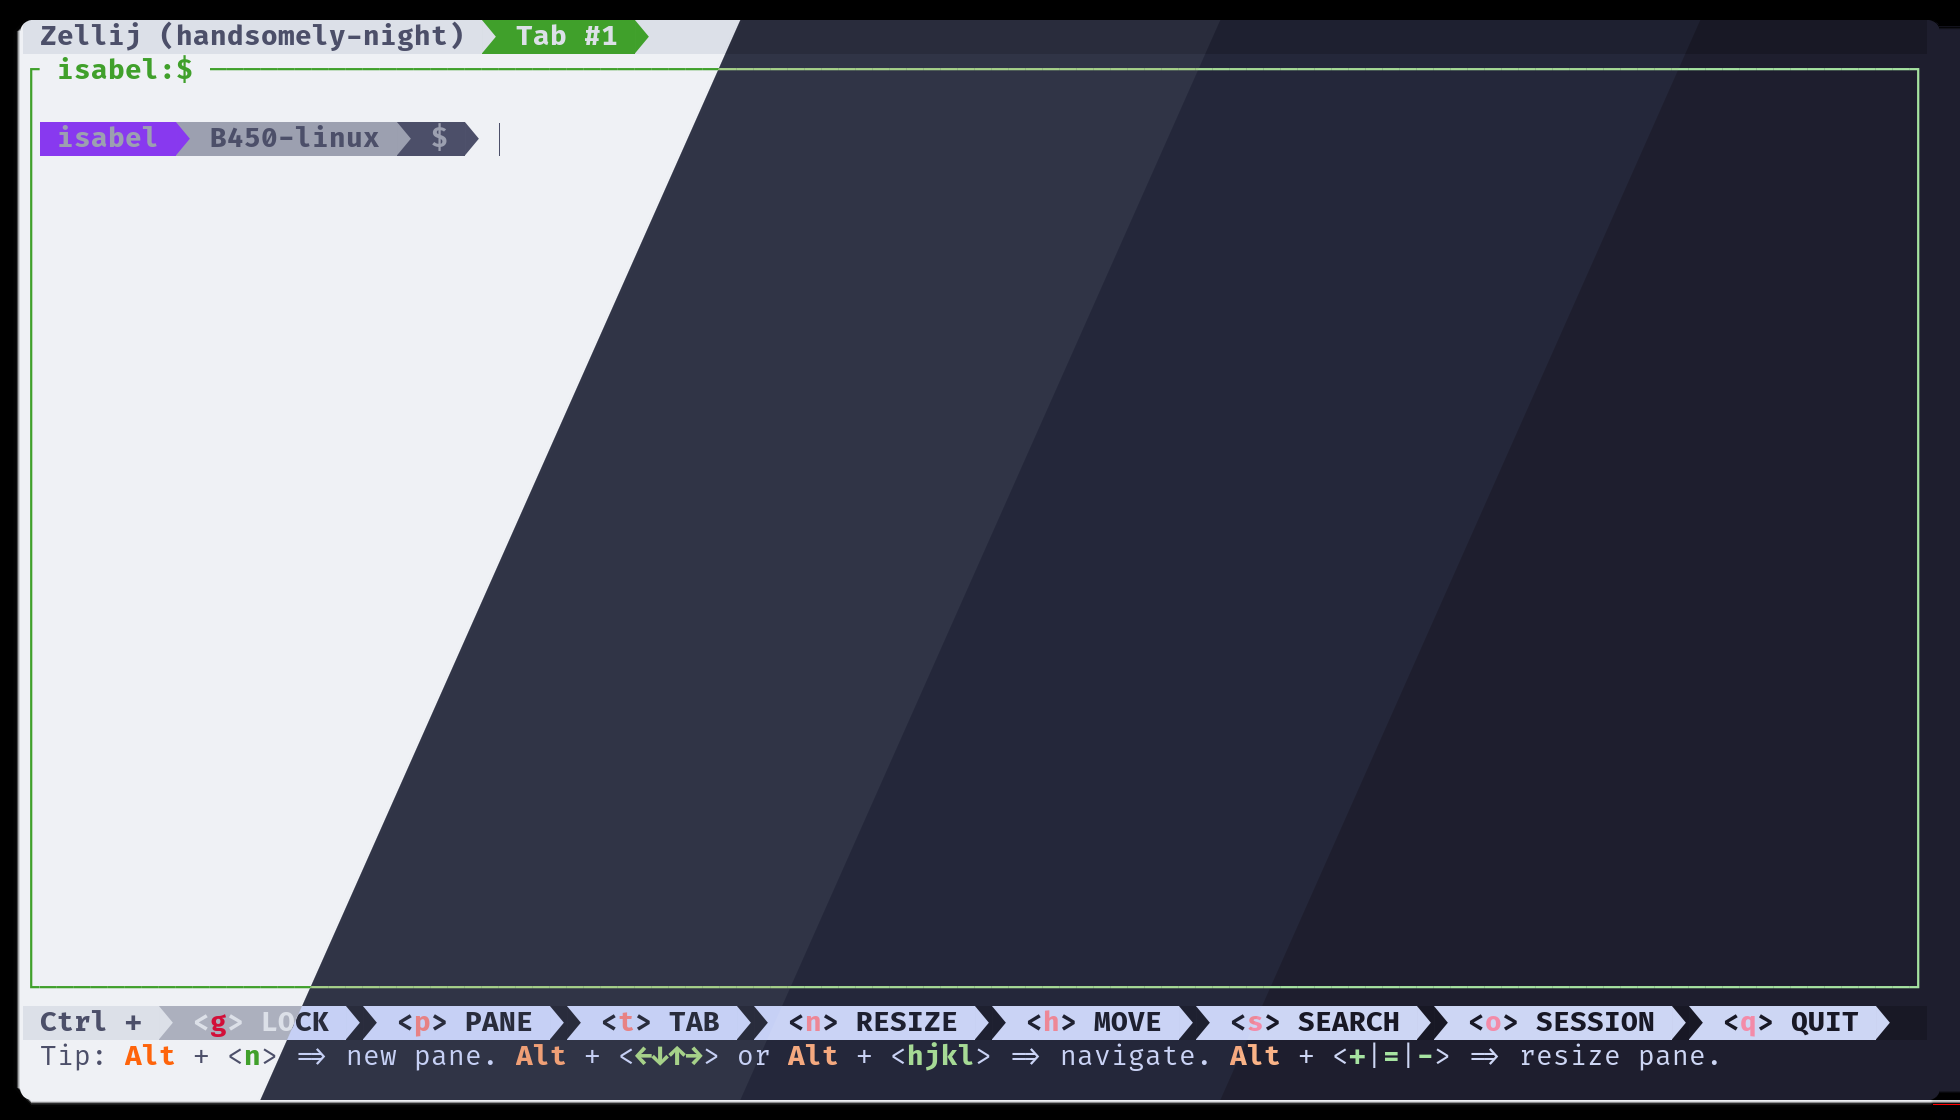 Zellij (handsomely-night) Tab #1
isabel:$
isabel B450-linux $
Ctrl + <g> LOCK <p> PANE <t> TAB <n> RESIZE <h> MOVE <s> SEARCH <o> SESSION <q> QUIT
Tip: Alt + <n> => new pane. Alt + <←↓↑→> or Alt + <hjkl> => navigate. Alt + <+|=|-> => resize pane.